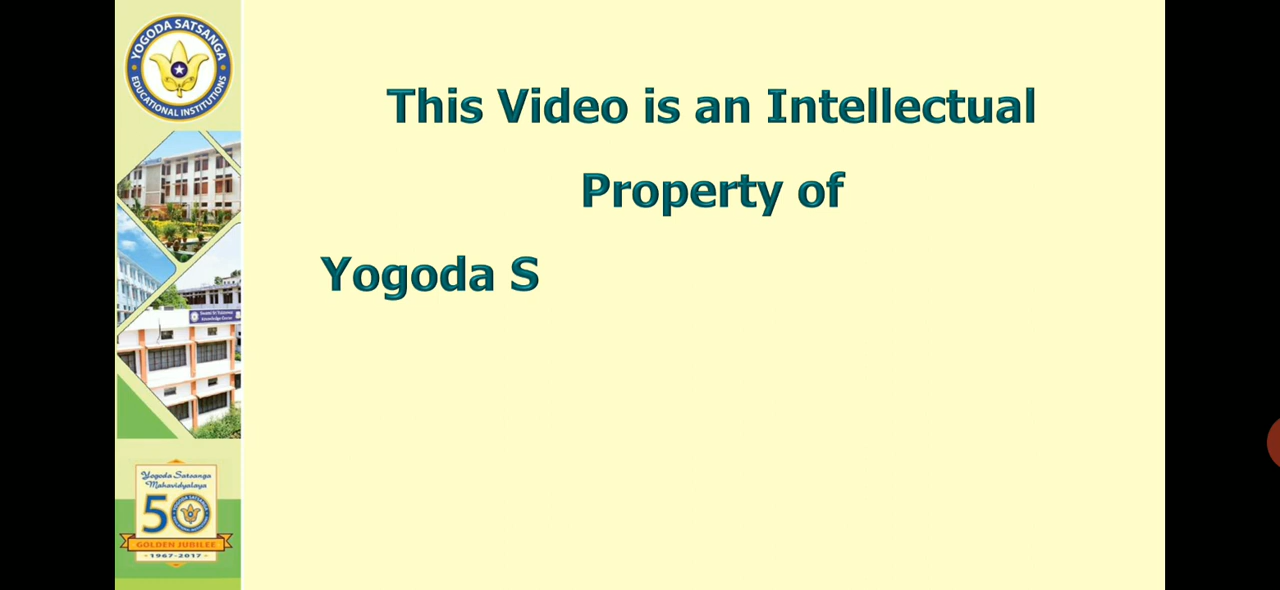 YOGODA SATSANGA
EDUCATIONAL INSTITUTIONS
This Video is an Intellectual
Property of
Yogoda S
Yogoda Satsanga
Mahavidyalaya
50
GOLDEN JUBILEE
- 1967-2017 -